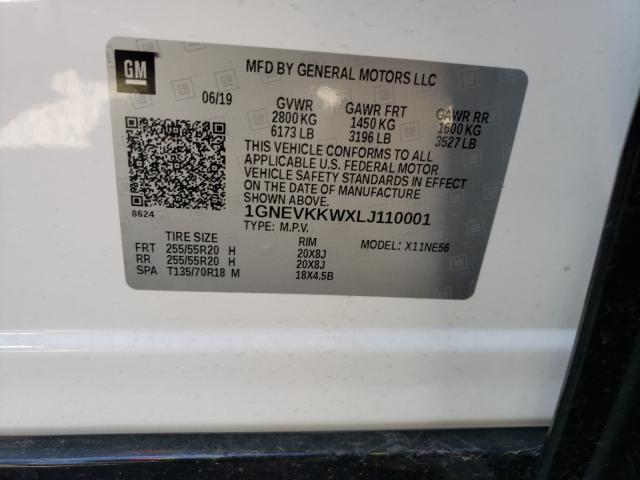 GM
MFD BY GENERAL MOTORS LLC
06/19 GVWR GAWR FRT GAWR RR
2800 KG 1450 KG 1600 KG
6173 LB 3196 LB 3527 LB
THIS VEHICLE CONFORMS TO ALL
APPLICABLE U.S. FEDERAL MOTOR
VEHICLE SAFETY STANDARDS IN EFFECT
ON THE DATE OF MANUFACTURE SHOWN ABOVE.
8624 1GNEVKKWXLJ110001
TYPE: M.P.V.
TIRE SIZE RIM MODEL: X11NE56
FRT 255/55R20 H 20X8J
RR 255/55R20 H 20X8J
SPA T135/70R18 M 18X4.5B